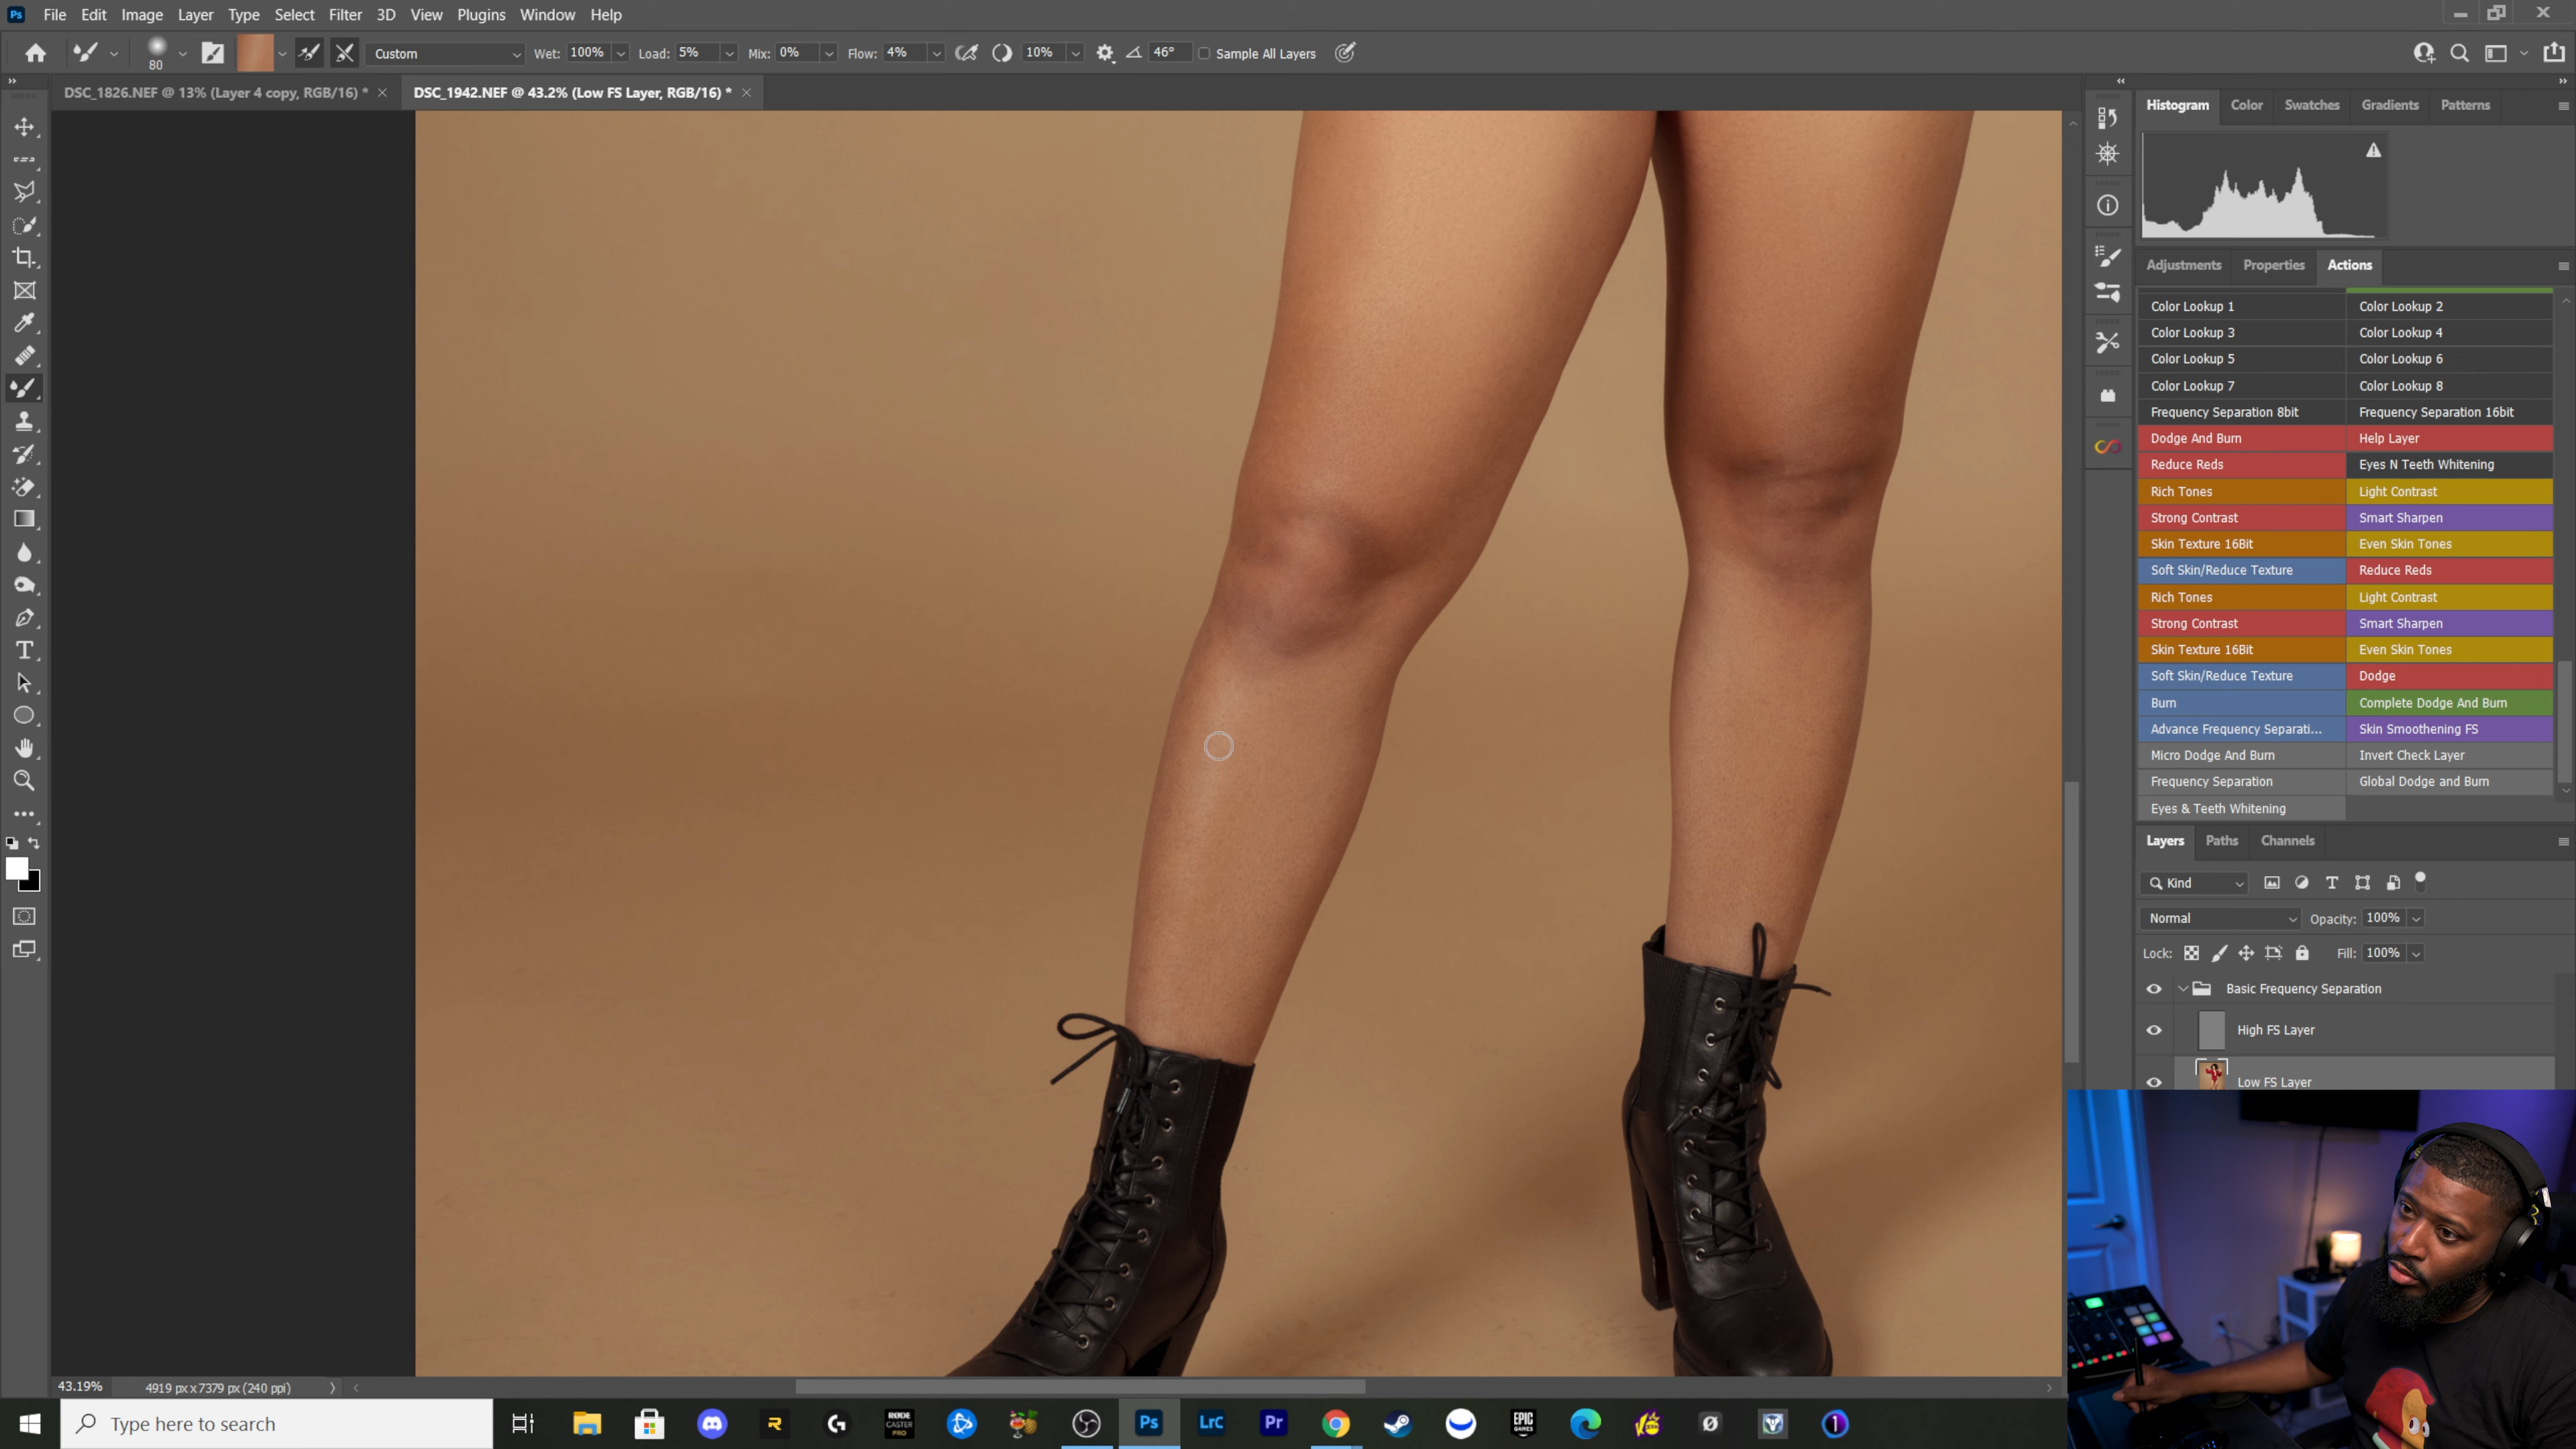 Ps File Edit Image Layer Type Select Filter 3D View Plugins Window Help
80 Custom Wet: 100% Load: 5% Mix: 0% Flow: 4% 10% 46° Sample All Layers
DSC_1826.NEF @ 13% (Layer 4 copy, RGB/16) * × DSC_1942.NEF @ 43.2% (Low FS Layer, RGB/16) * ×
Histogram Color Swatches Gradients Patterns
Adjustments Properties Actions
Color Lookup 1 Color Lookup 2
Color Lookup 3 Color Lookup 4
Color Lookup 5 Color Lookup 6
Color Lookup 7 Color Lookup 8
Frequency Separation 8bit Frequency Separation 16bit
Dodge And Burn Help Layer
Reduce Reds Eyes N Teeth Whitening
Rich Tones Light Contrast
Strong Contrast Smart Sharpen
Skin Texture 16Bit Even Skin Tones
Soft Skin/Reduce Texture Reduce Reds
Rich Tones Light Contrast
Strong Contrast Smart Sharpen
Skin Texture 16Bit Even Skin Tones
Soft Skin/Reduce Texture Dodge
Burn Complete Dodge And Burn
Advance Frequency Separati... Skin Smoothening FS
Micro Dodge And Burn Invert Check Layer
Frequency Separation Global Dodge and Burn
Eyes & Teeth Whitening
Layers Paths Channels
Kind
Normal Opacity: 100%
Lock: Fill: 100%
Basic Frequency Separation
High FS Layer
Low FS Layer
43.19% 4919 px x 7379 px (240 ppi)
Type here to search
RØDE CASTER PRO Ps LrC Pr EPIC GAMES